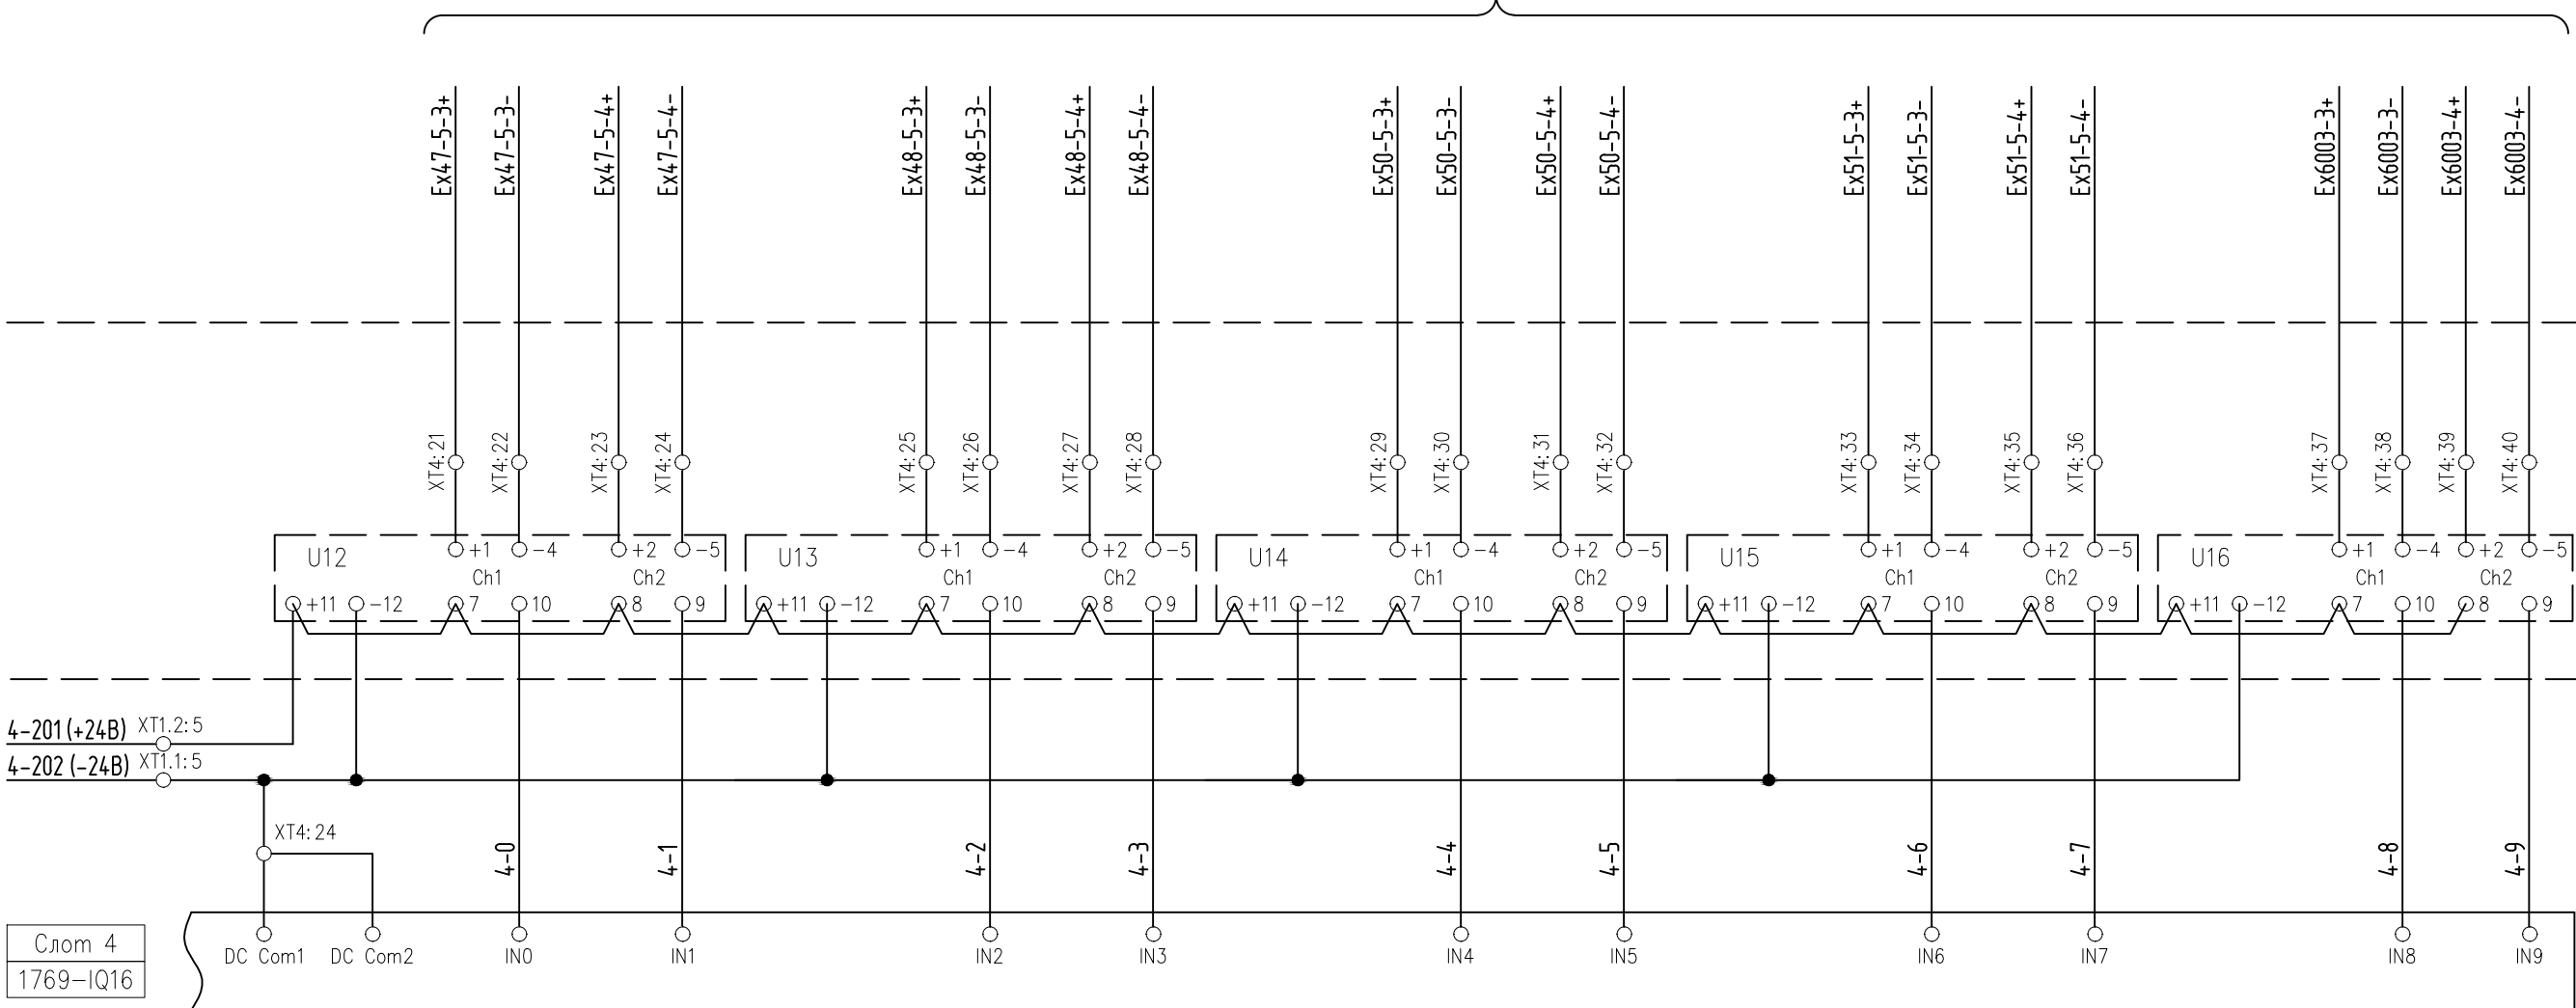 Ex47-5-3+
Ex47-5-3-
Ex47-5-4+
Ex47-5-4-
Ex48-5-3+
Ex48-5-3-
Ex48-5-4+
Ex48-5-4-
Ex50-5-3+
Ex50-5-3-
Ex50-5-4+
Ex50-5-4-
Ex51-5-3+
Ex51-5-3-
Ex51-5-4+
Ex51-5-4-
Ex6003-3+
Ex6003-3-
Ex6003-4+
Ex6003-4-
XT4:21
XT4:22
XT4:23
XT4:24
XT4:25
XT4:26
XT4:27
XT4:28
XT4:29
XT4:30
XT4:31
XT4:32
XT4:33
XT4:34
XT4:35
XT4:36
XT4:37
XT4:38
XT4:39
XT4:40
U12 +1 -4 +2 -5
Ch1 Ch2
+11 -12 7 10 8 9
U13 +1 -4 +2 -5
Ch1 Ch2
+11 -12 7 10 8 9
U14 +1 -4 +2 -5
Ch1 Ch2
+11 -12 7 10 8 9
U15 +1 -4 +2 -5
Ch1 Ch2
+11 -12 7 10 8 9
U16 +1 -4 +2 -5
Ch1 Ch2
+11 -12 7 10 8 9
4-201 (+24В) XT1.2:5
4-202 (-24В) XT1.1:5
XT4:24
4-0
4-1
4-2
4-3
4-4
4-5
4-6
4-7
4-8
4-9
Слот 4
1769-IQ16
DC Com1 DC Com2 IN0 IN1 IN2 IN3 IN4 IN5 IN6 IN7 IN8 IN9